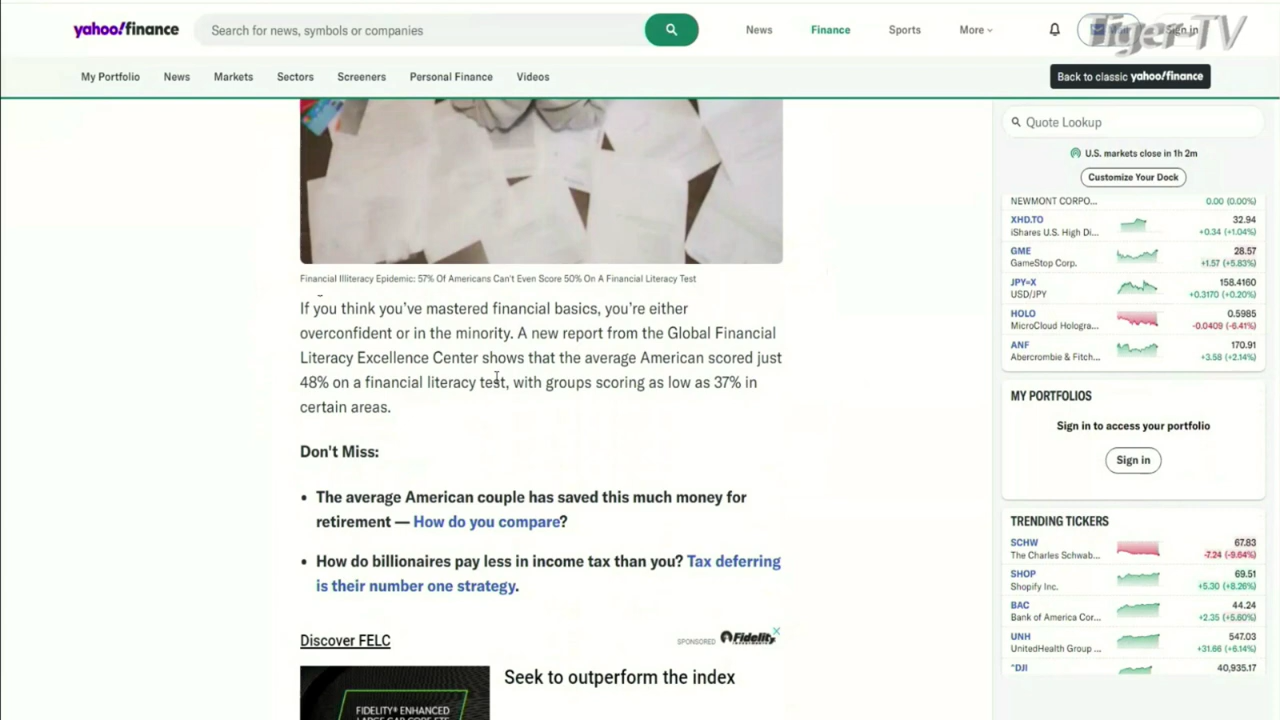 yahoo!finance
Search for news, symbols or companies
News
Finance
Sports
More
Sign in
Tiger-TV
My Portfolio
News
Markets
Sectors
Screeners
Personal Finance
Videos
Back to classic yahoo!finance
Financial Illiteracy Epidemic: 57% Of Americans Can't Even Score 50% On A Financial Literacy Test
If you think you've mastered financial basics, you're either
overconfident or in the minority. A new report from the Global Financial
Literacy Excellence Center shows that the average American scored just
48% on a financial literacy test, with groups scoring as low as 37% in
certain areas.
Don't Miss:
• The average American couple has saved this much money for
retirement — How do you compare?
• How do billionaires pay less in income tax than you? Tax deferring
is their number one strategy.
Discover FELC
SPONSORED
Fidelity
INVESTMENTS
Seek to outperform the index
FIDELITY® ENHANCED
LARGE CAP CORE ETF
Quote Lookup
U.S. markets close in 1h 2m
Customize Your Dock
NEWMONT CORPO... 0.00 (0.00%)
XHD.TO 32.94
iShares U.S. High Di... +0.34 (+1.04%)
GME 28.57
GameStop Corp. +1.57 (+5.83%)
JPY=X 158.4160
USD/JPY +0.3170 (+0.20%)
HOLO 0.5985
MicroCloud Hologra... -0.0409 (-6.41%)
ANF 170.91
Abercrombie & Fitch... +3.58 (+2.14%)
MY PORTFOLIOS
Sign in to access your portfolio
Sign in
TRENDING TICKERS
SCHW 67.83
The Charles Schwab... -7.24 (-9.64%)
SHOP 69.51
Shopify Inc. +5.30 (+8.26%)
BAC 44.24
Bank of America Cor... +2.35 (+5.60%)
UNH 547.03
UnitedHealth Group ... +31.66 (+6.14%)
^DJI 40,935.17